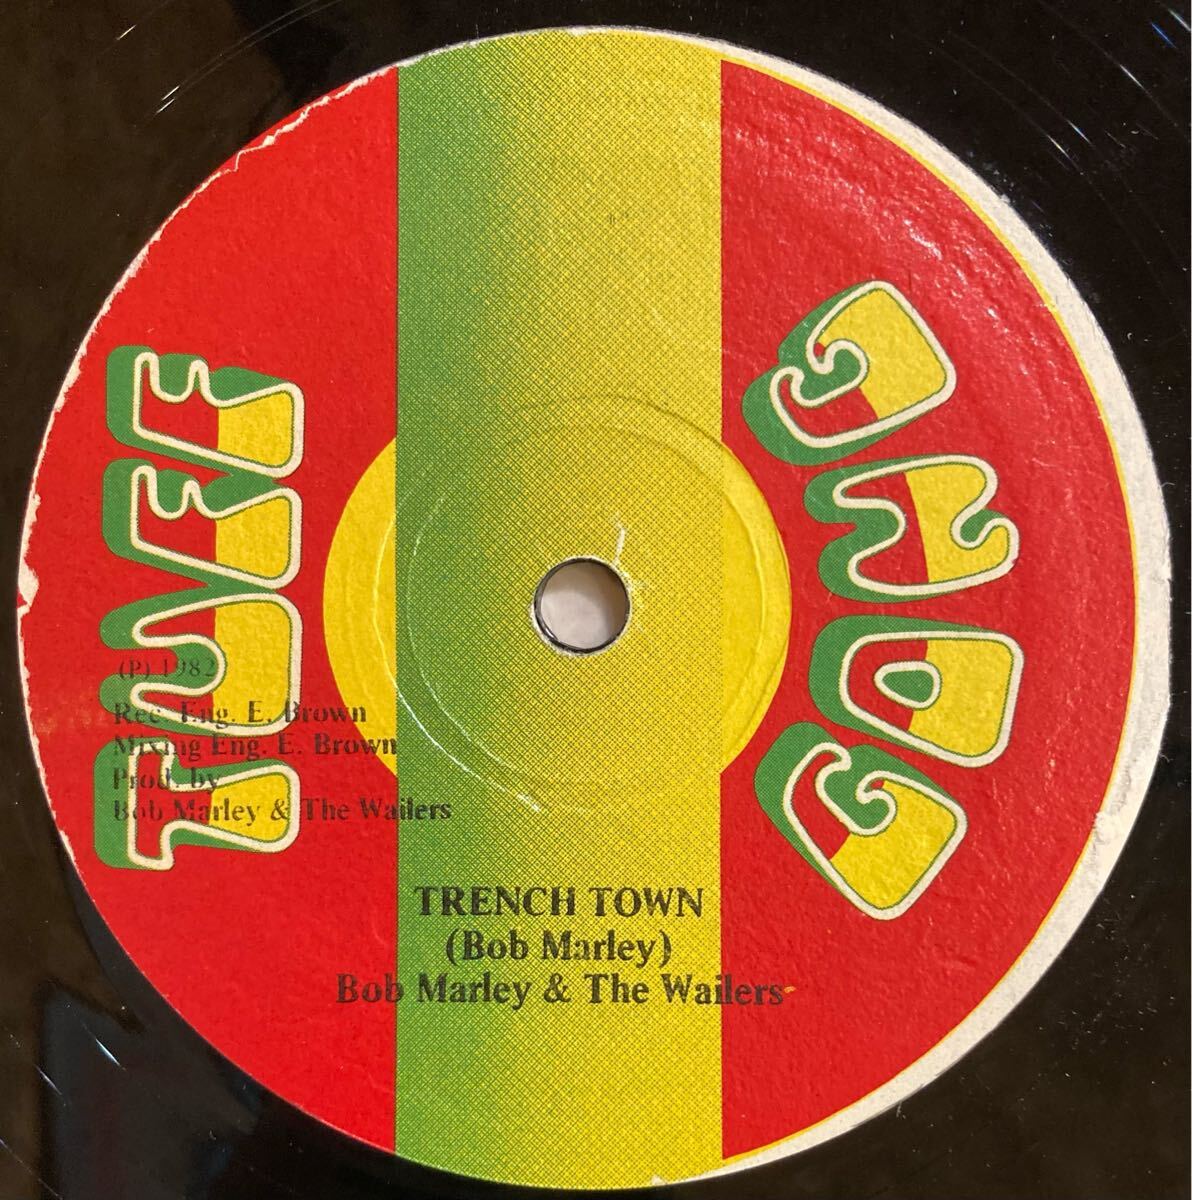 TUFF
GONG
(P) 1982
Rec. Eng. E. Brown
Mixing Eng. E. Brown
Prod. by
Bob Marley & The Wailers
TRENCH TOWN
(Bob Marley)
Bob Marley & The Wailers